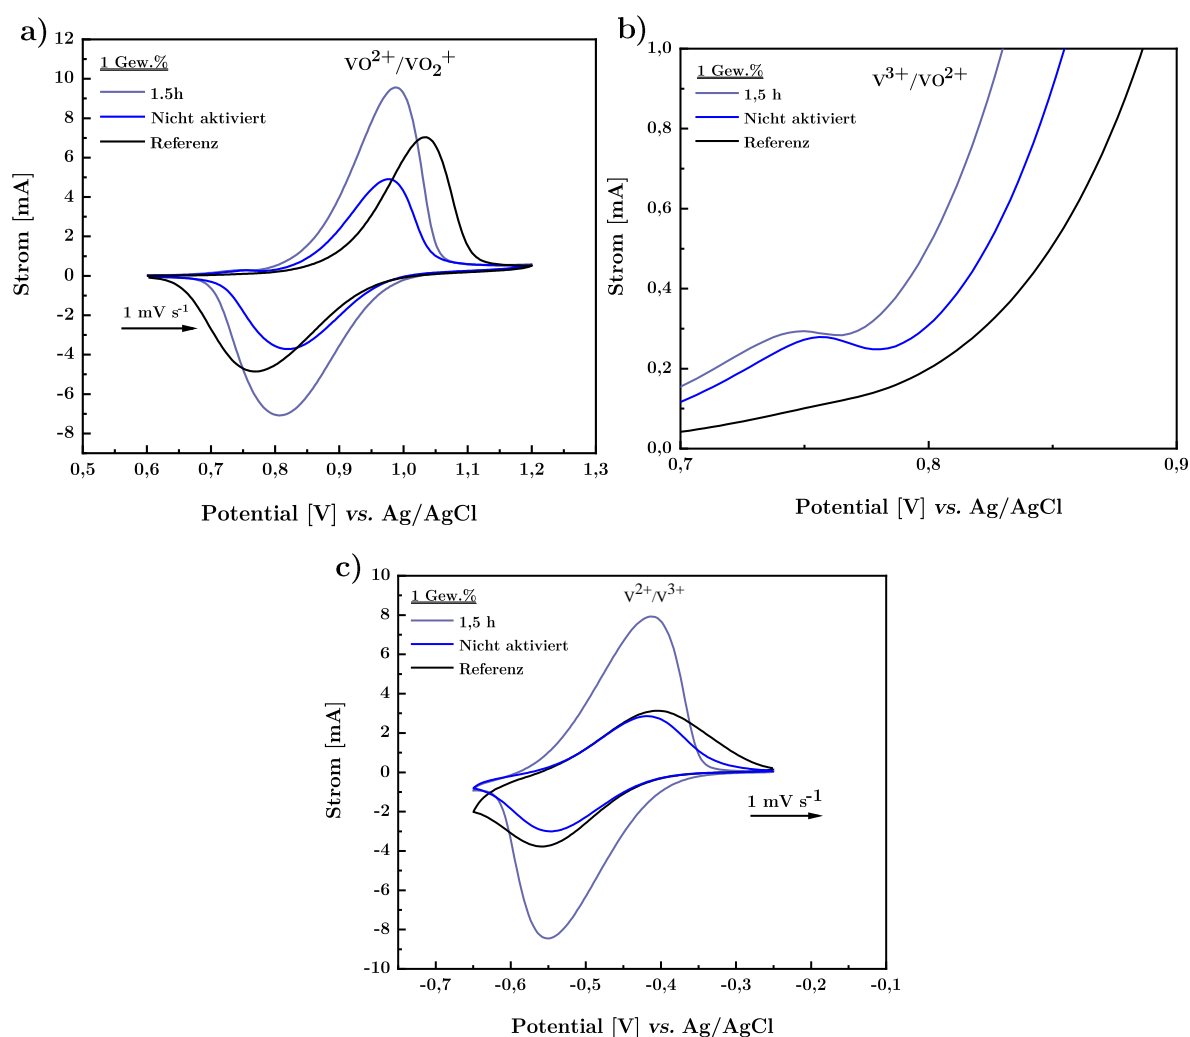 a)
VO2+/VO2+
1 Gew.%
1.5h
Nicht aktiviert
Referenz
12
10
8
6
4
2
0
-2
-4
-6
-8
1 mV s-1
Strom [mA]
0,5 0,6 0,7 0,8 0,9 1,0 1,1 1,2 1,3
Potential [V] vs. Ag/AgCl
b)
V3+/VO2+
1 Gew.%
1,5 h
Nicht aktiviert
Referenz
1,0
0,8
0,6
0,4
0,2
0,0
Strom [mA]
0,7 0,8 0,9
Potential [V] vs. Ag/AgCl
c)
V2+/V3+
1 Gew.%
1,5 h
Nicht aktiviert
Referenz
10
8
6
4
2
0
-2
-4
-6
-8
-10
1 mV s-1
Strom [mA]
-0,7 -0,6 -0,5 -0,4 -0,3 -0,2 -0,1
Potential [V] vs. Ag/AgCl